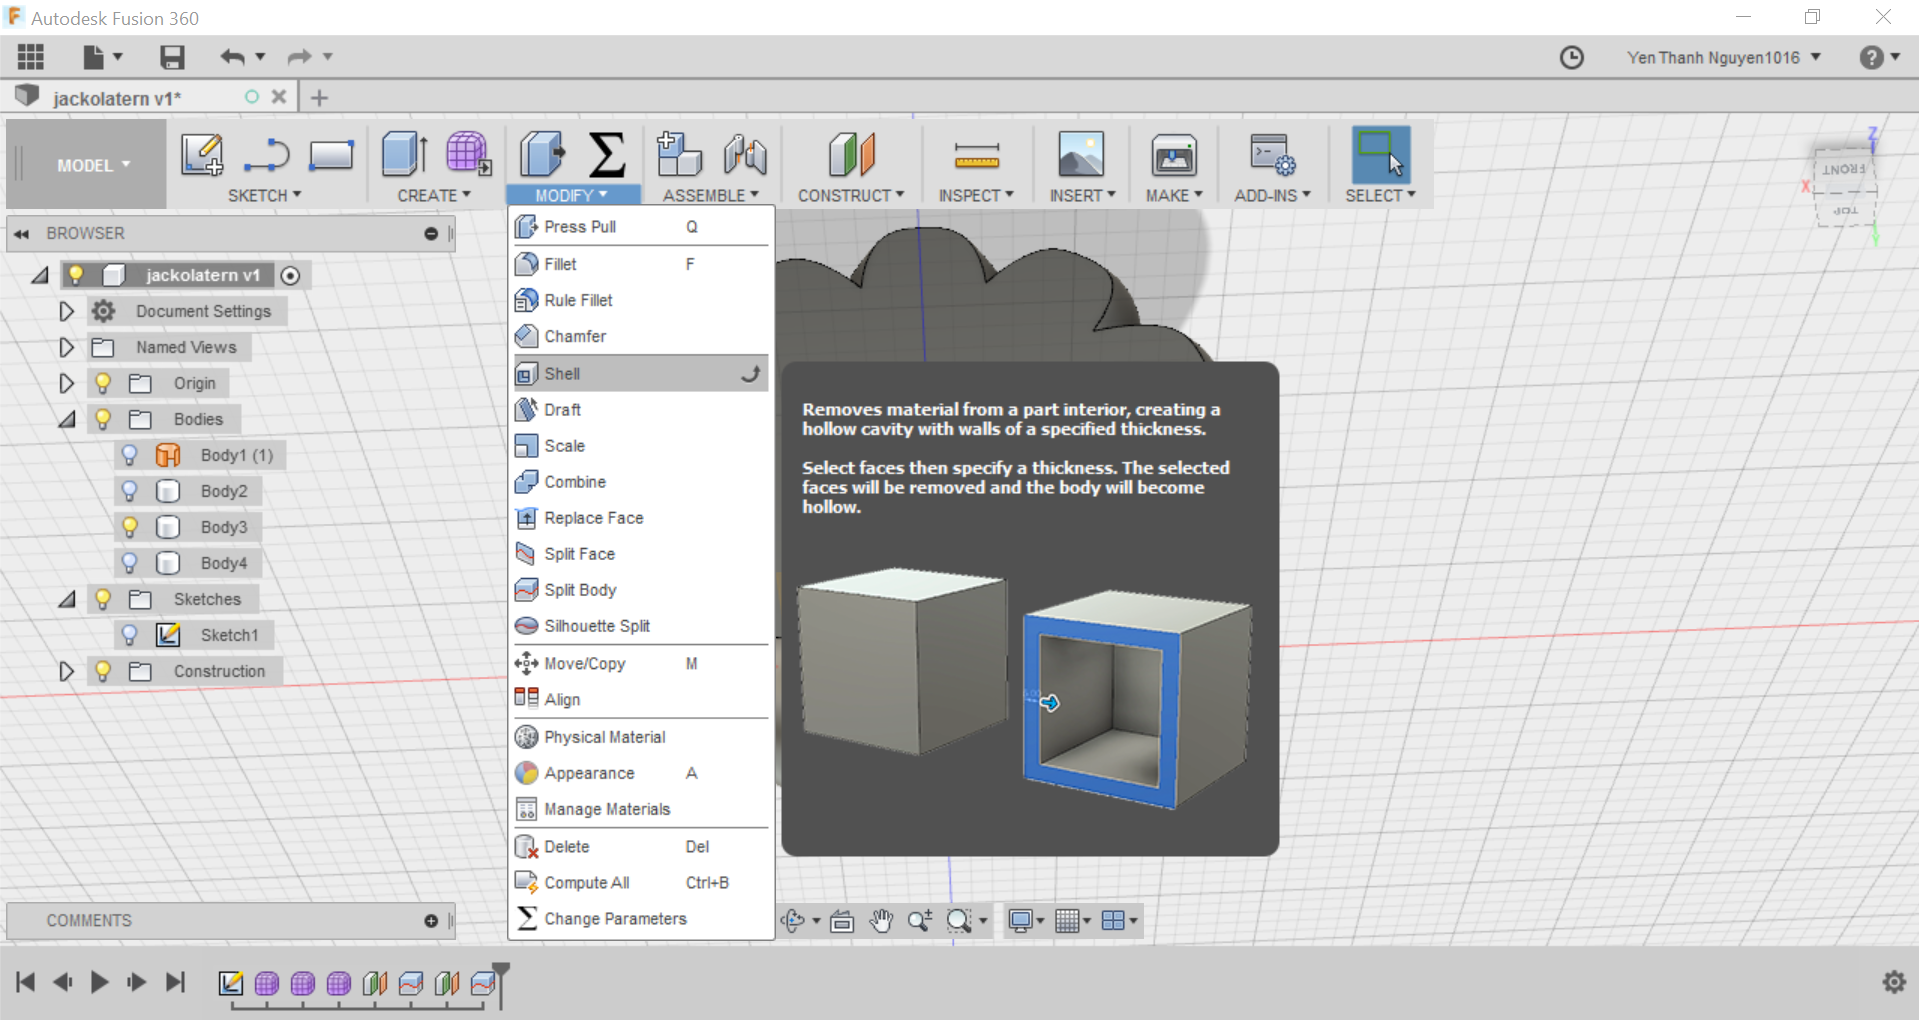 Autodesk Fusion 360
Yen Thanh Nguyen1016
jackolatern v1*
MODEL
SKETCH
CREATE
MODIFY
ASSEMBLE
CONSTRUCT
INSPECT
INSERT
MAKE
ADD-INS
SELECT
Z
FRONT
X
TOP
Y
BROWSER
jackolatern v1
Document Settings
Named Views
Origin
Bodies
Body1 (1)
Body2
Body3
Body4
Sketches
Sketch1
Construction
Press Pull Q
Fillet F
Rule Fillet
Chamfer
Shell
Draft
Scale
Combine
Replace Face
Split Face
Split Body
Silhouette Split
Move/Copy M
Align
Physical Material
Appearance A
Manage Materials
Delete Del
Compute All Ctrl+B
Change Parameters
Removes material from a part interior, creating a
hollow cavity with walls of a specified thickness.
Select faces then specify a thickness. The selected
faces will be removed and the body will become
hollow.
COMMENTS